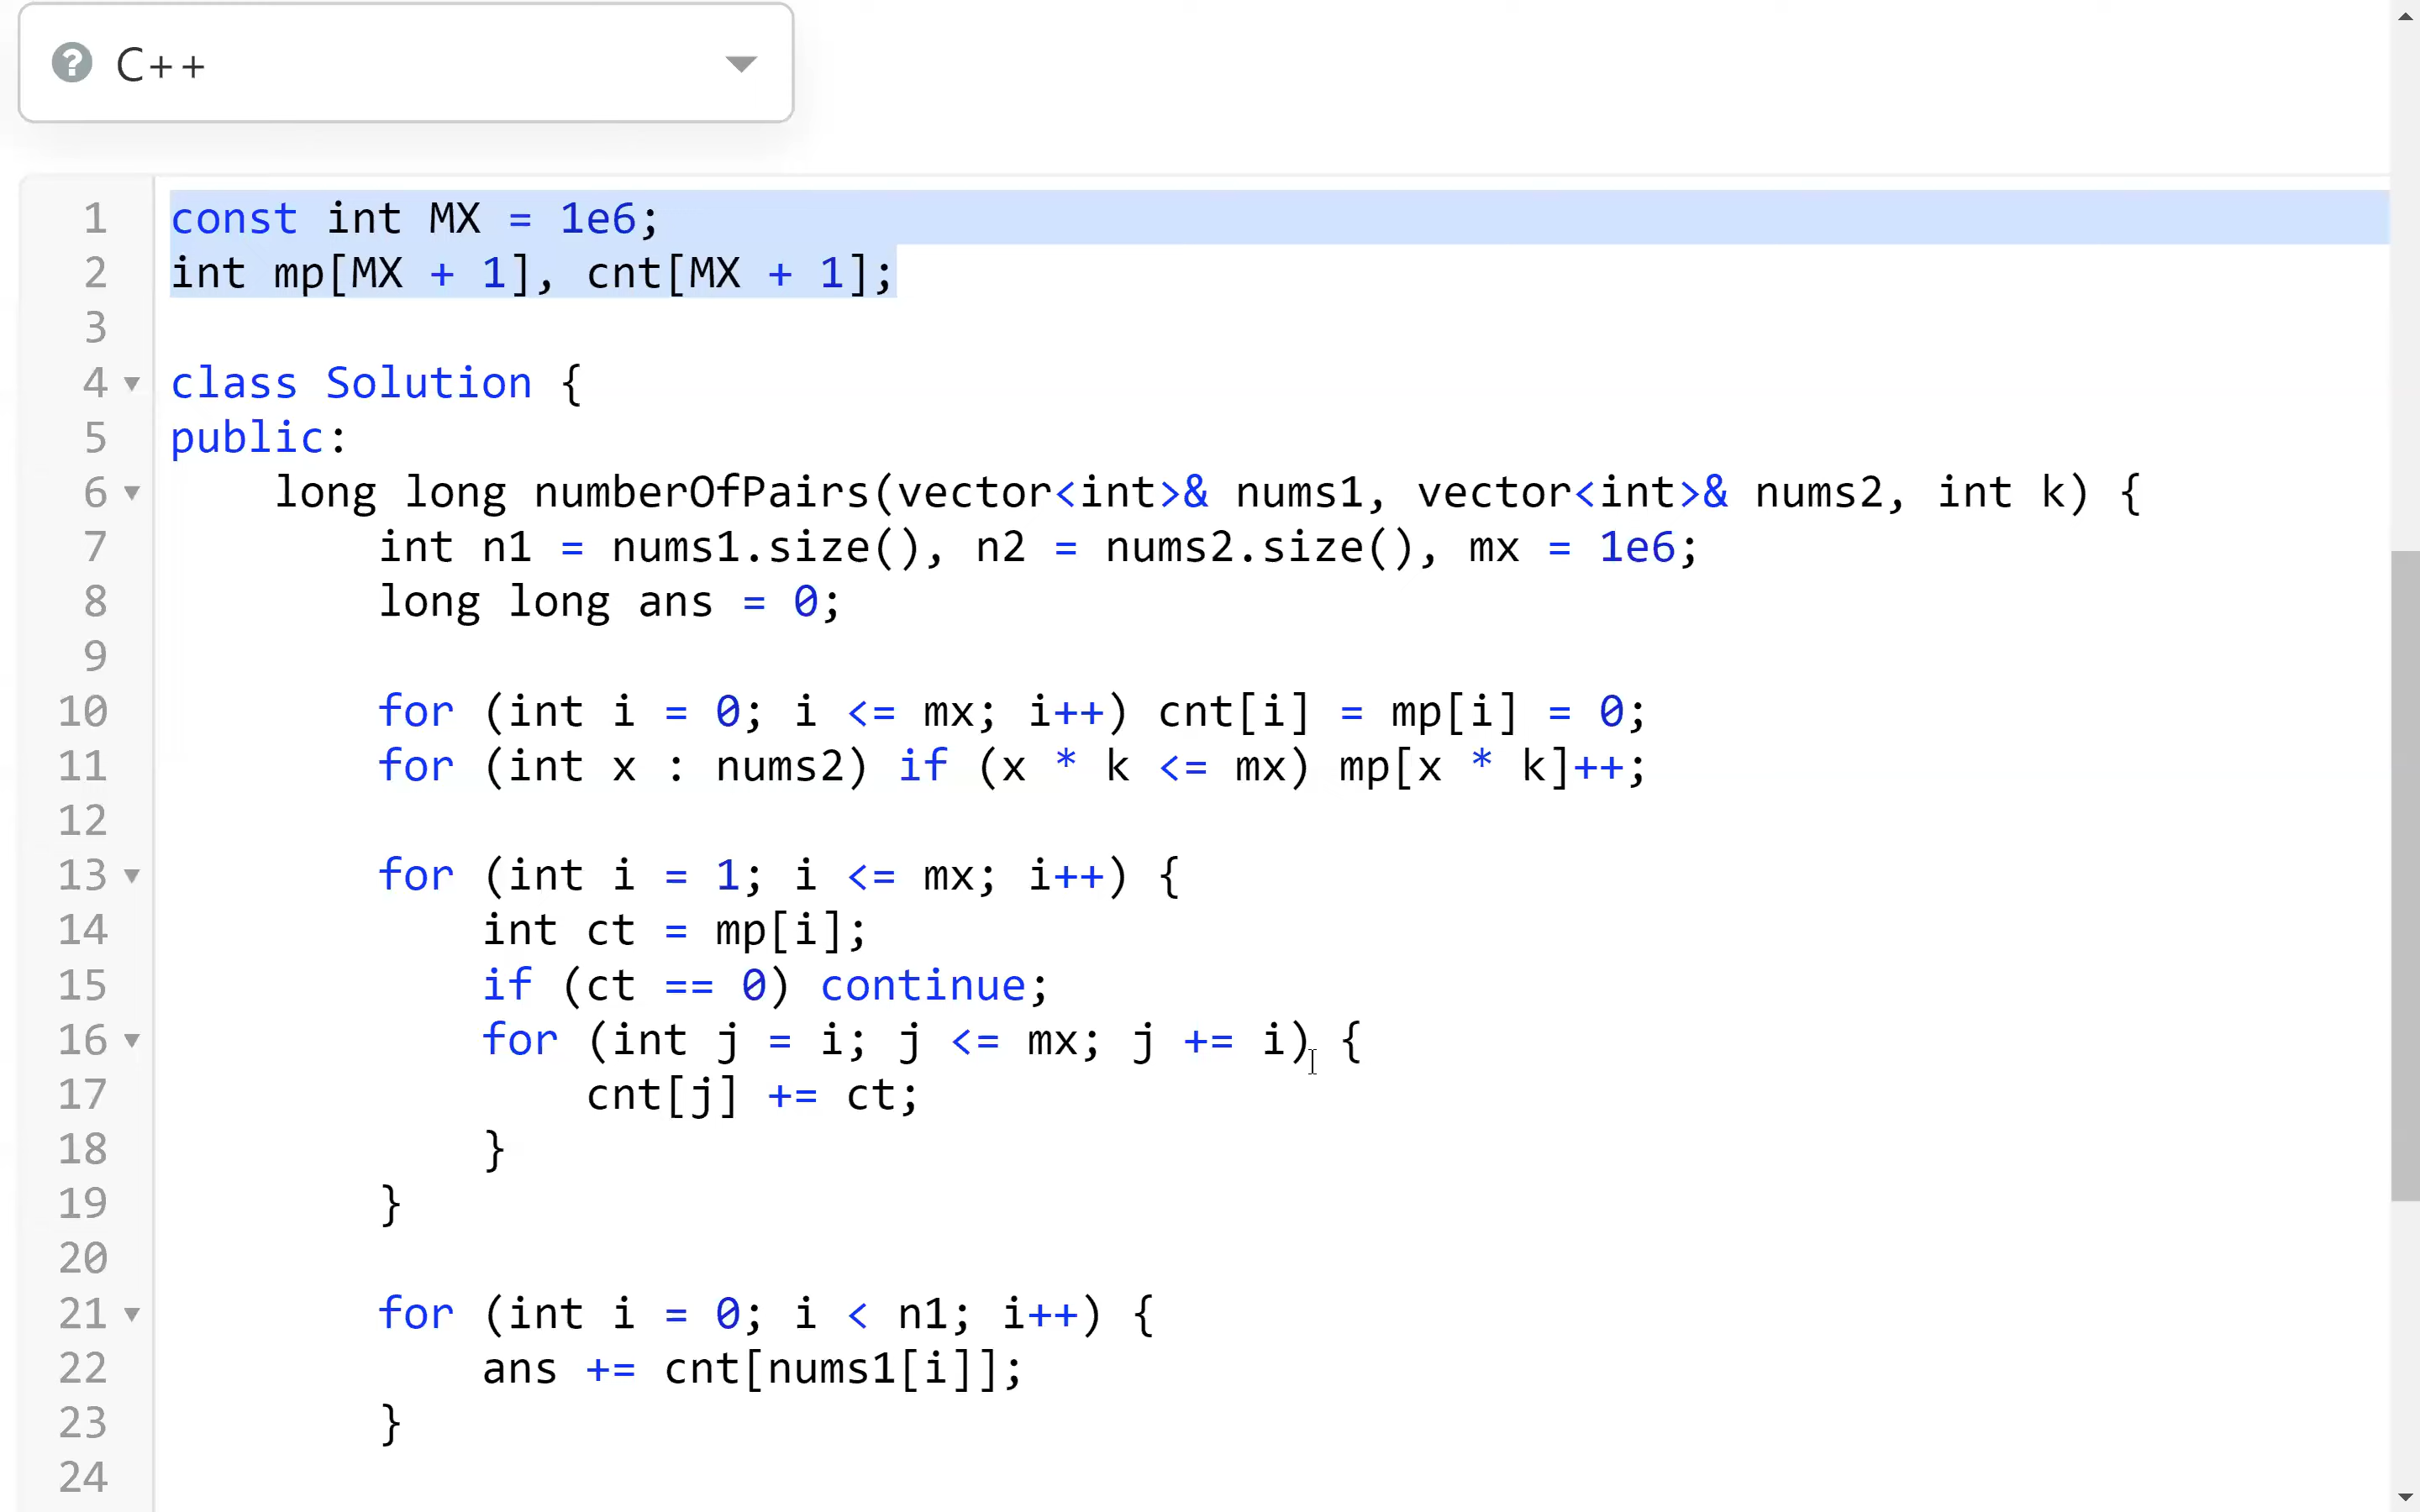 C++
1 const int MX = 1e6;
2 int mp[MX + 1], cnt[MX + 1];
3
4 class Solution {
5 public:
6 long long numberOfPairs(vector<int>& nums1, vector<int>& nums2, int k) {
7 int n1 = nums1.size(), n2 = nums2.size(), mx = 1e6;
8 long long ans = 0;
9
10 for (int i = 0; i <= mx; i++) cnt[i] = mp[i] = 0;
11 for (int x : nums2) if (x * k <= mx) mp[x * k]++;
12
13 for (int i = 1; i <= mx; i++) {
14 int ct = mp[i];
15 if (ct == 0) continue;
16 for (int j = i; j <= mx; j += i) {
17 cnt[j] += ct;
18 }
19 }
20
21 for (int i = 0; i < n1; i++) {
22 ans += cnt[nums1[i]];
23 }
24